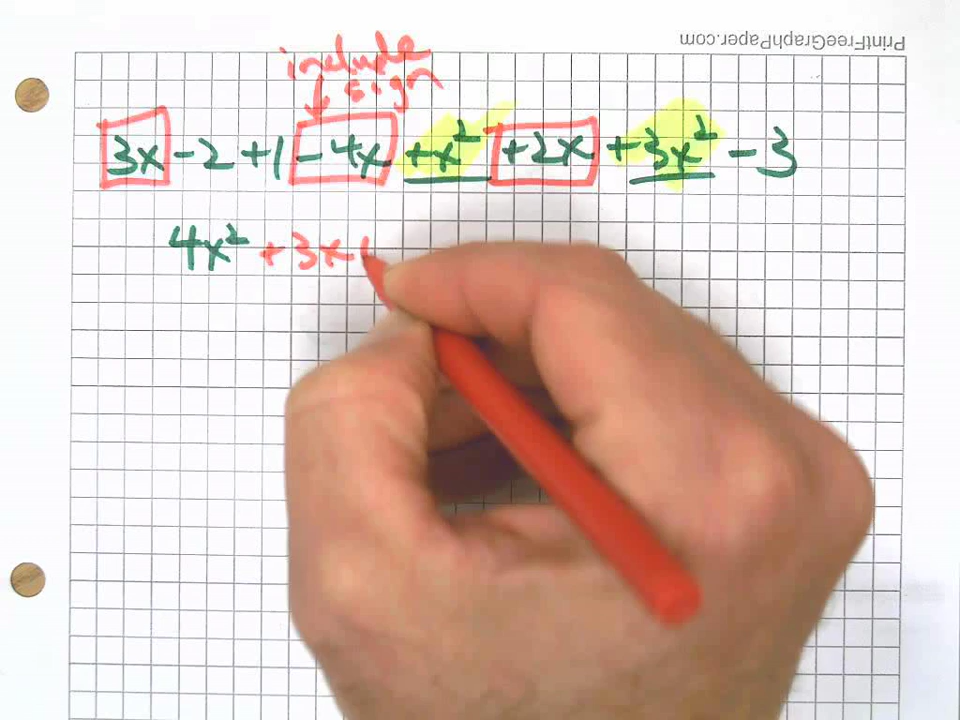 PrintFreeGraphPaper.com
include
sign
3x - 2 + 1 - 4x + x² + 2x + 3x² - 3
4x² + 3x